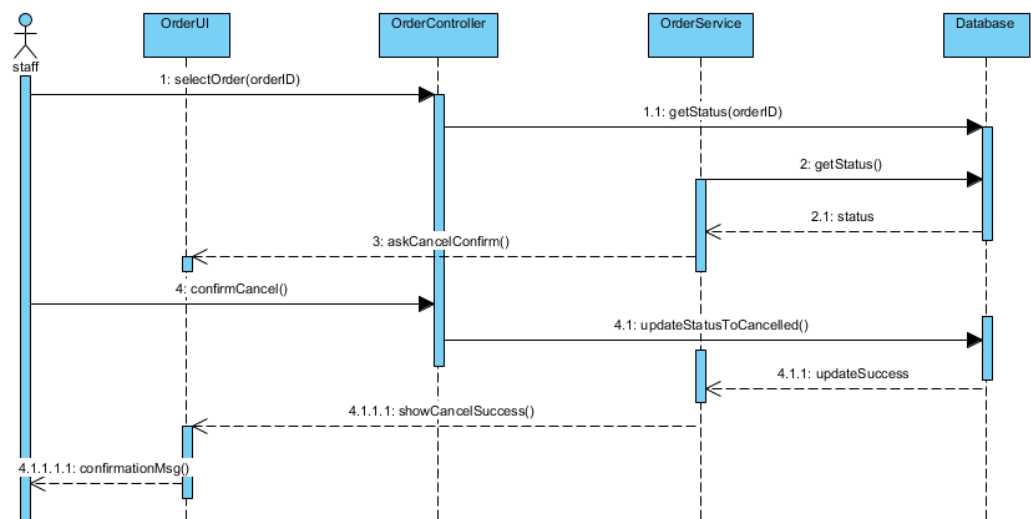 OrderUI
OrderController
OrderService
Database
staff
1: selectOrder(orderID)
1.1: getStatus(orderID)
2: getStatus()
2.1: status
3: askCancelConfirm()
4: confirmCancel()
4.1: updateStatusToCancelled()
4.1.1: updateSuccess
4.1.1.1: showCancelSuccess()
4.1.1.1.1: confirmationMsg()